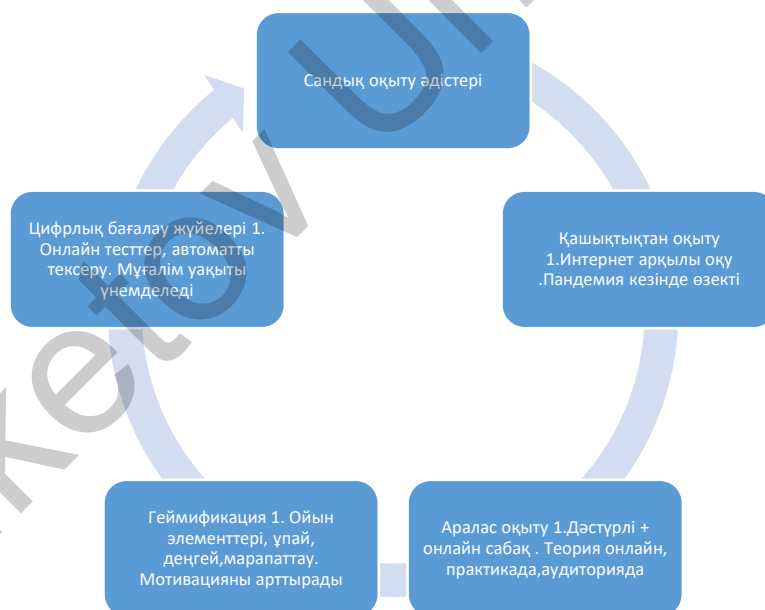 Сандық оқыту әдістері
Қашықтықтан оқыту
1.Интернет арқылы оқу
.Пандемия кезінде өзекті
Аралас оқыту 1.Дәстүрлі +
онлайн сабақ . Теория онлайн,
практикада,аудиторияда
Геймификация 1. Ойын
элементтері, ұпай,
деңгей,марапаттау.
Мотивацияны арттырады
Цифрлық бағалау жүйелері 1.
Онлайн тесттер, автоматты
тексеру. Мұғалім уақыты
үнемделеді